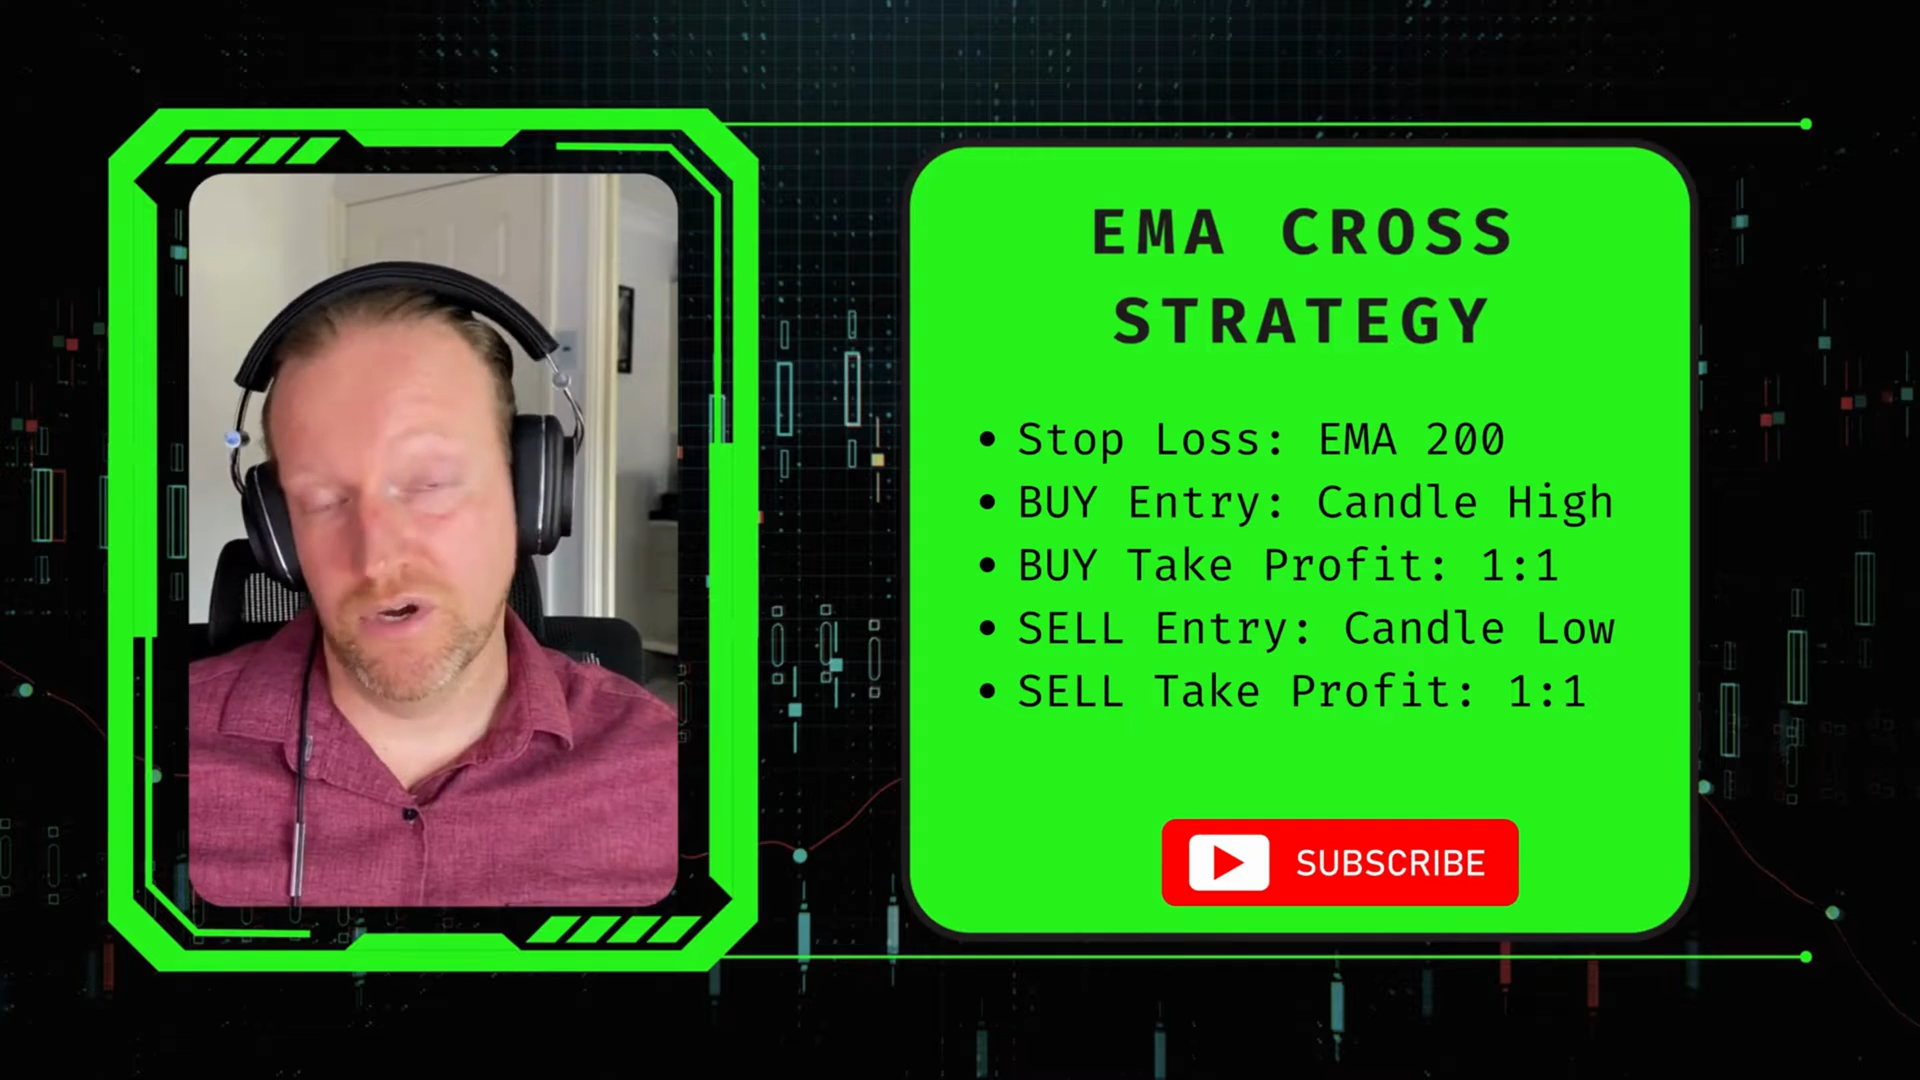 EMA CROSS
STRATEGY
• Stop Loss: EMA 200
• BUY Entry: Candle High
• BUY Take Profit: 1:1
• SELL Entry: Candle Low
• SELL Take Profit: 1:1
SUBSCRIBE